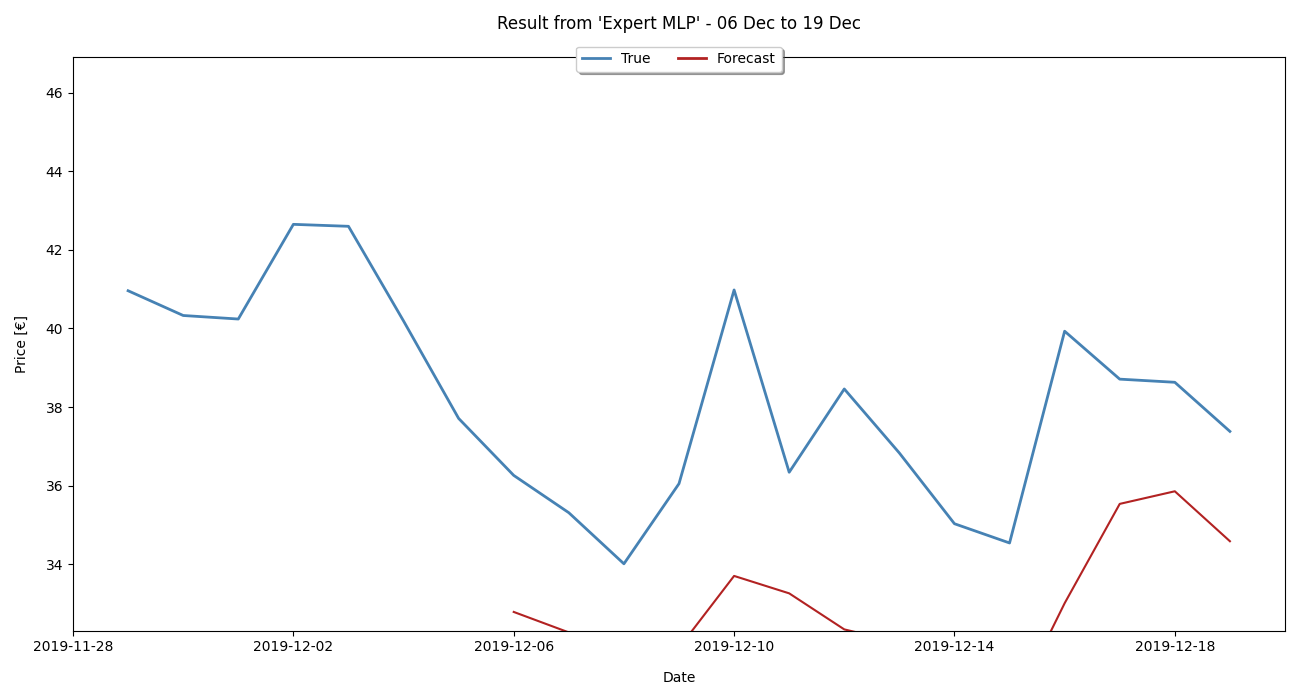 Result from 'Expert MLP' - 06 Dec to 19 Dec
True Forecast
46
44
42
40
38
36
34
Price [€]
2019-11-28 2019-12-02 2019-12-06 2019-12-10 2019-12-14 2019-12-18
Date